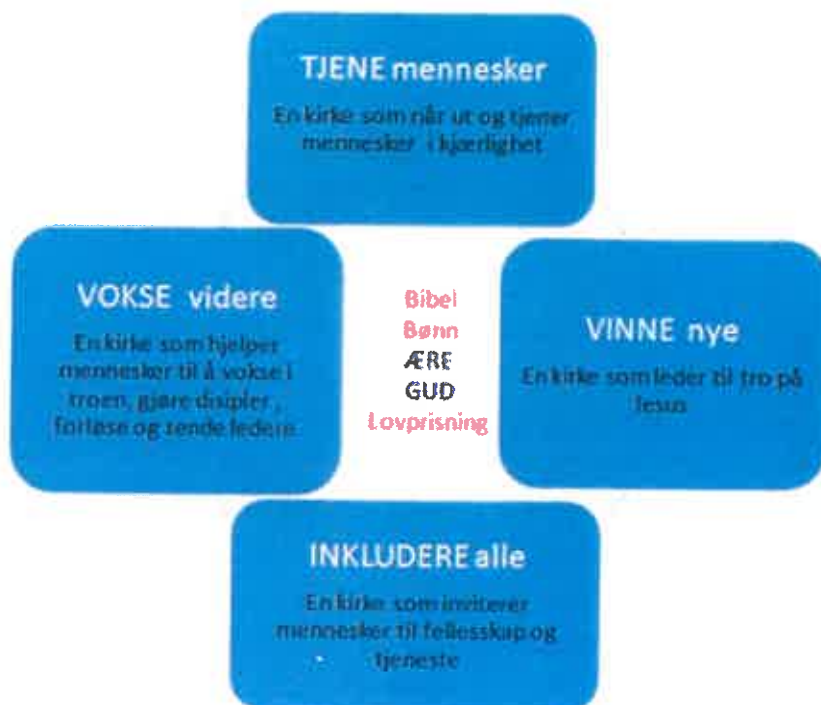 TJENE mennesker
En kirke som når ut og tjener
mennesker i kjærlighet
VOKSE videre
En kirke som hjelper
mennesker til å vokse i
troen, gjøre disipler ,
forløse og sende ledere
Bibel
Bønn
ÆRE
GUD
Lovprisning
VINNE nye
En kirke som leder til tro på
Jesus
INKLUDERE alle
En kirke som inviterer
mennesker til fellesskap og
tjeneste